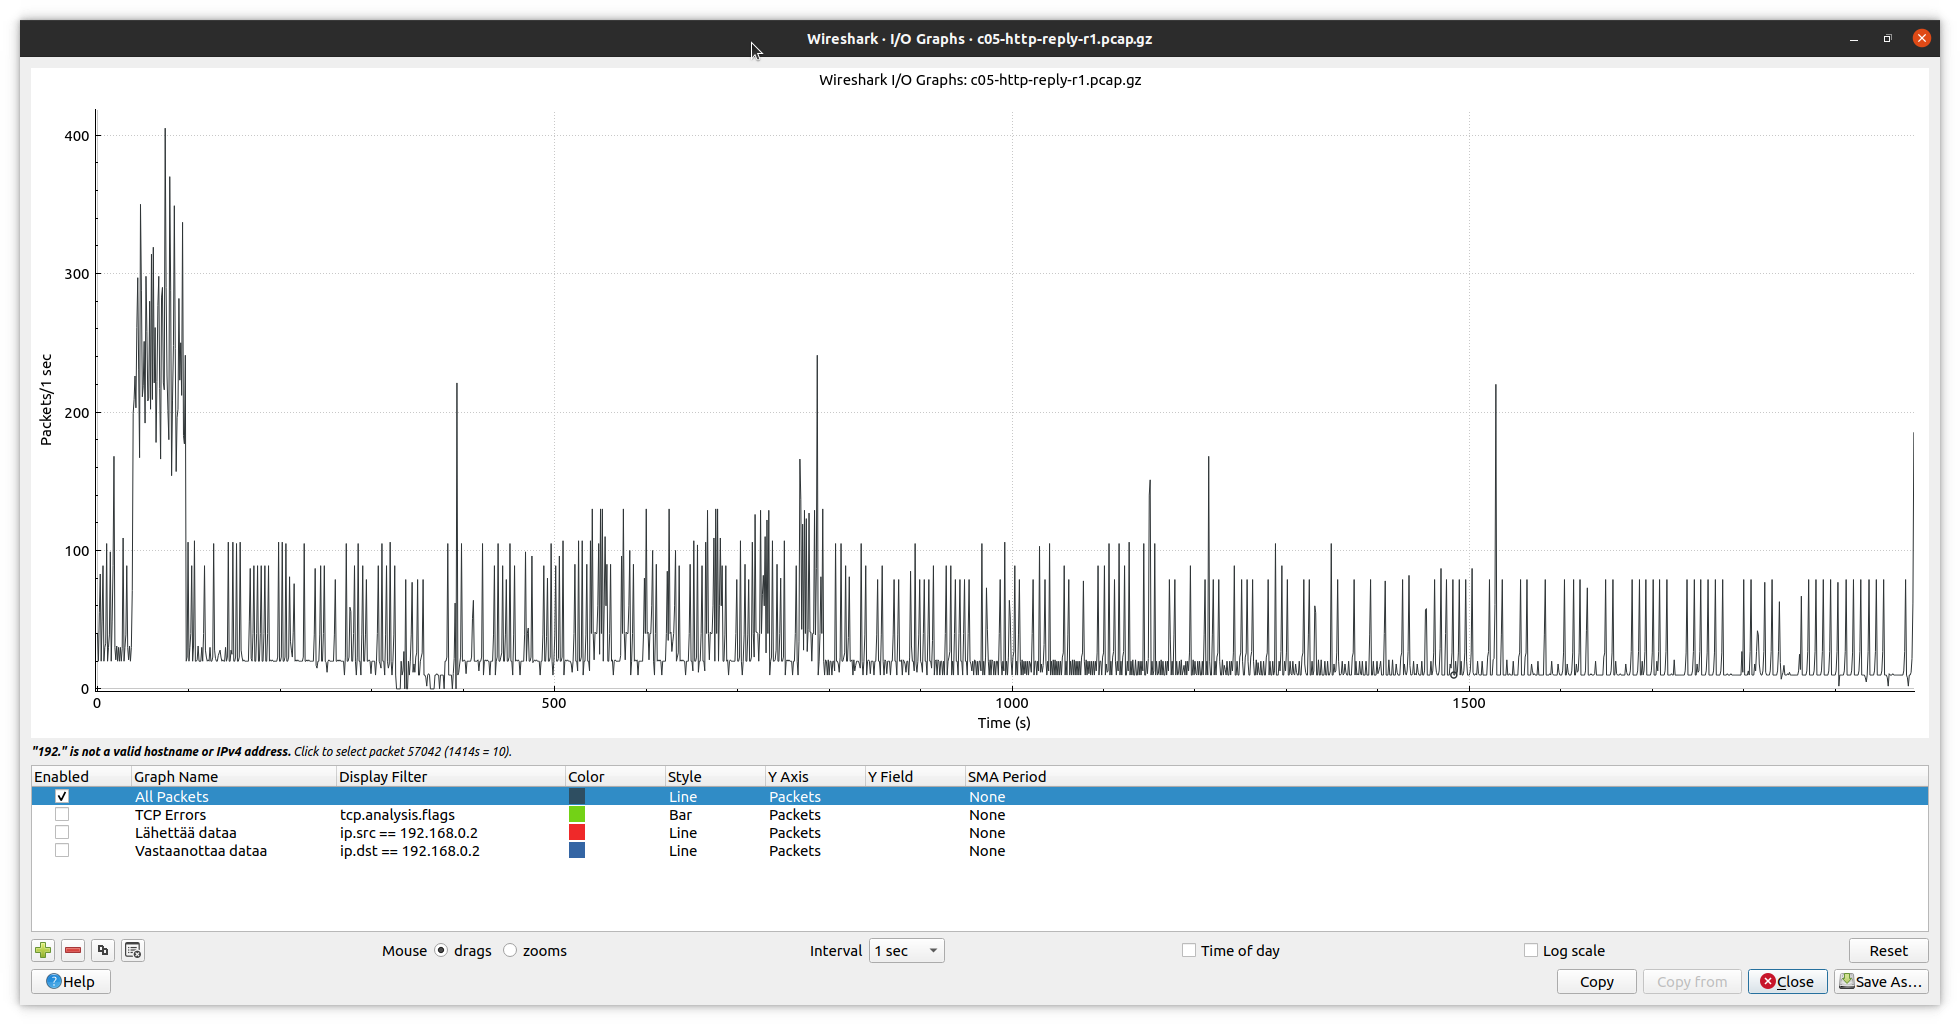 Wireshark · I/O Graphs · c05-http-reply-r1.pcap.gz
Wireshark I/O Graphs: c05-http-reply-r1.pcap.gz
400
300
200
100
0
Packets/1 sec
0 500 1000 1500
Time (s)
"192." is not a valid hostname or IPv4 address. Click to select packet 57042 (1414s = 10).
Enabled Graph Name Display Filter Color Style Y Axis Y Field SMA Period
All Packets Line Packets None
TCP Errors tcp.analysis.flags Bar Packets None
Lähettää dataa ip.src == 192.168.0.2 Line Packets None
Vastaanottaa dataa ip.dst == 192.168.0.2 Line Packets None
Mouse drags zooms Interval 1 sec Time of day Log scale Reset
Help Copy Copy from Close Save As...